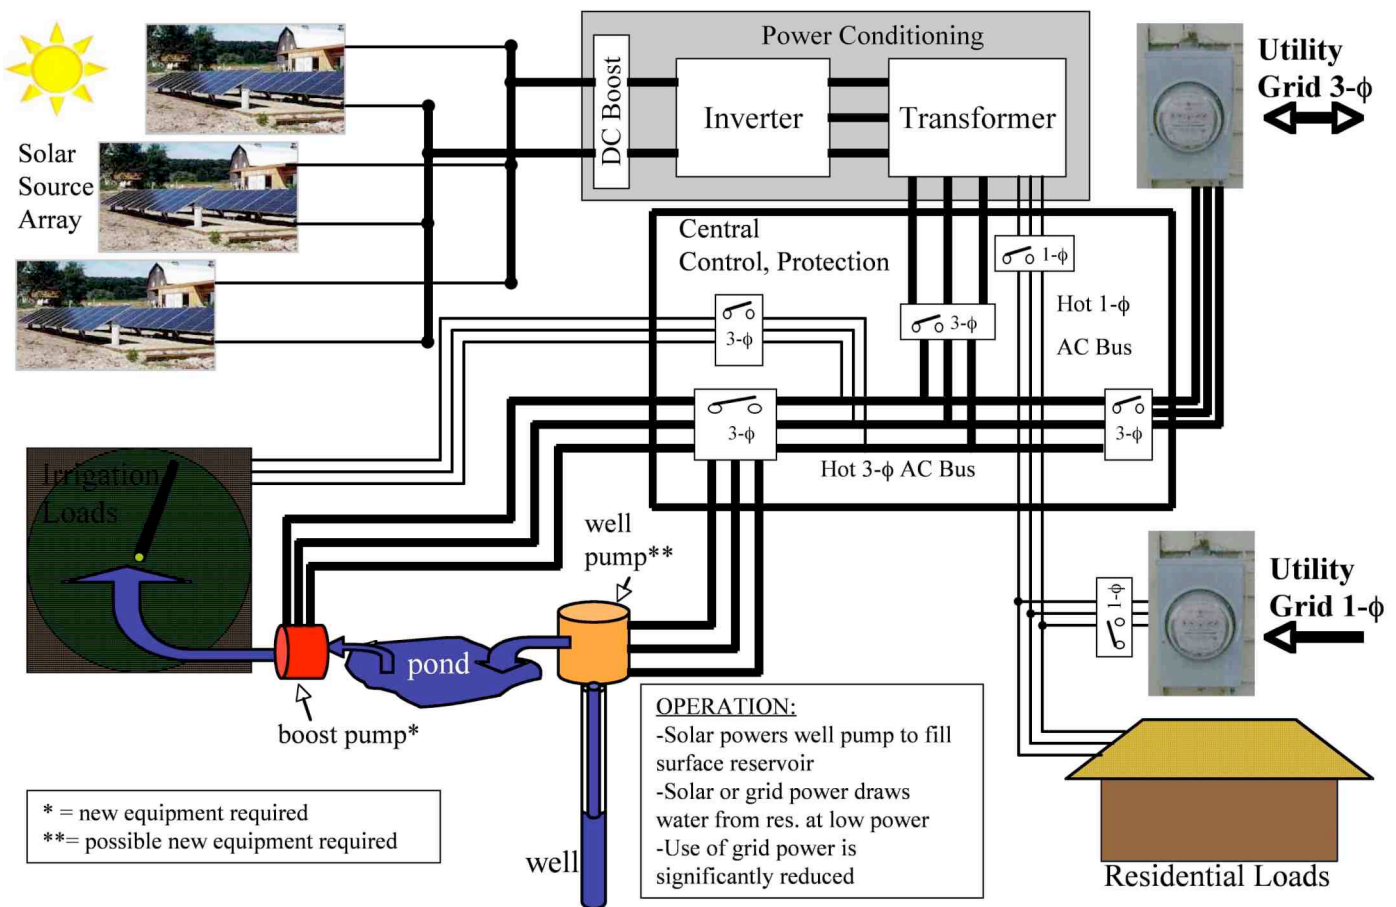 Power Conditioning
DC Boost
Inverter
Transformer
Utility
Grid 3-ϕ
Solar
Source
Array
Central
Control, Protection
1-ϕ
3-ϕ
3-ϕ
Hot 1-ϕ
AC Bus
3-ϕ
3-ϕ
Hot 3-ϕ AC Bus
Irrigation
Loads
well
pump**
1-ϕ
Utility
Grid 1-ϕ
pond
boost pump*
OPERATION:
-Solar powers well pump to fill
surface reservoir
-Solar or grid power draws
water from res. at low power
-Use of grid power is
significantly reduced
* = new equipment required
**= possible new equipment required
well
Residential Loads